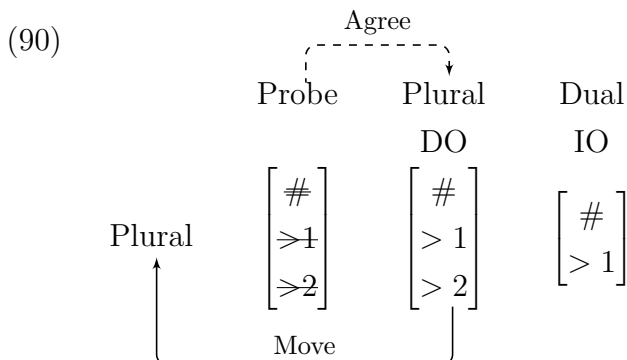 (90)
Agree
Probe Plural Dual
DO IO
# # #
Plural >1 > 1 > 1
>2 > 2
Move